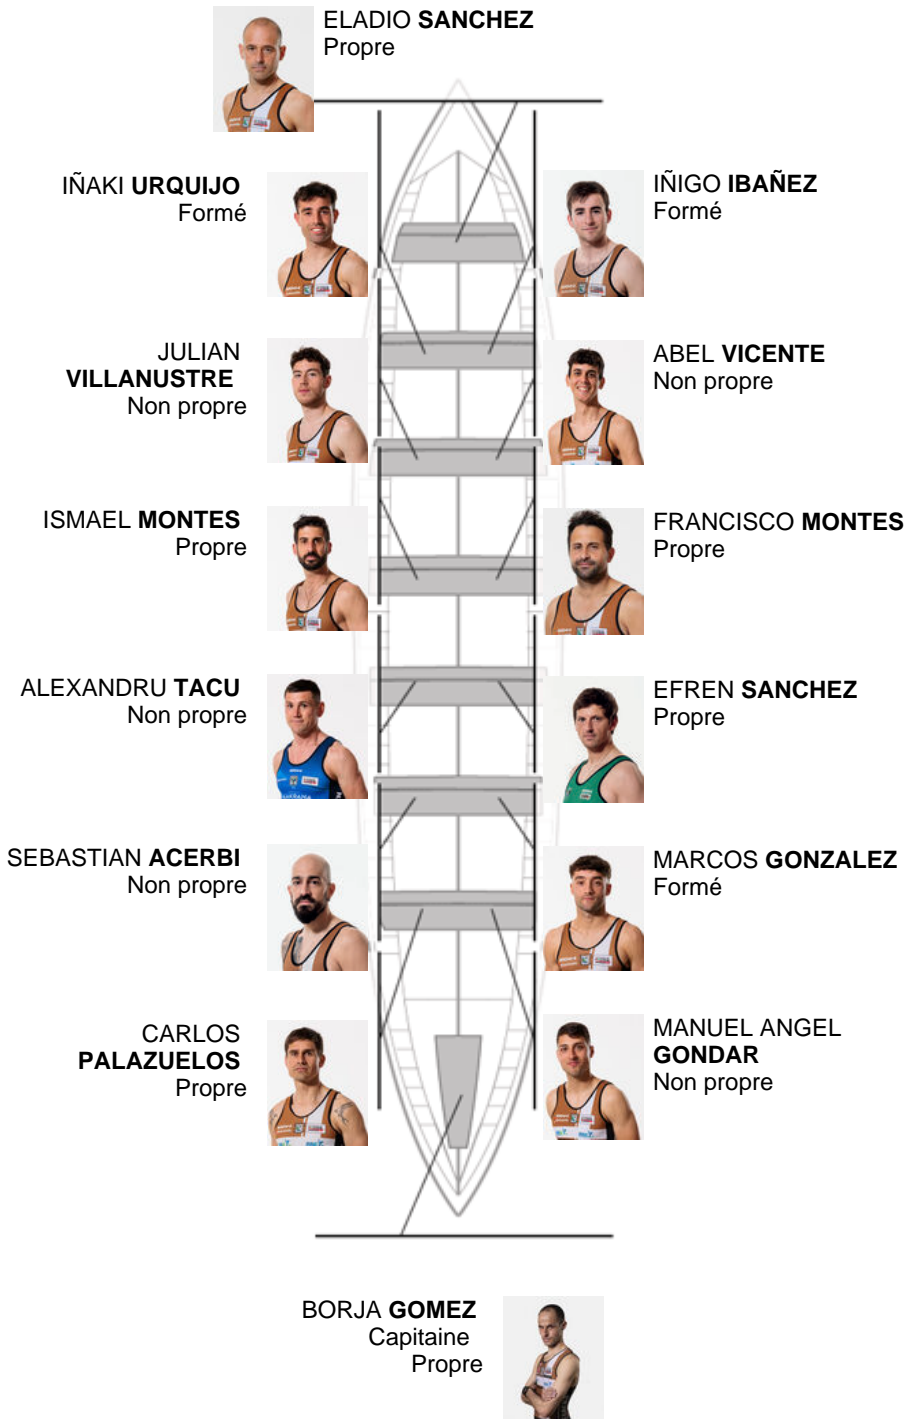 ELADIO SANCHEZ
Propre
IÑAKI URQUIJO
Formé
IÑIGO IBAÑEZ
Formé
JULIAN
VILLANUSTRE
Non propre
ABEL VICENTE
Non propre
ISMAEL MONTES
Propre
FRANCISCO MONTES
Propre
ALEXANDRU TACU
Non propre
EFREN SANCHEZ
Propre
SEBASTIAN ACERBI
Non propre
MARCOS GONZALEZ
Formé
CARLOS
PALAZUELOS
Propre
MANUEL ANGEL
GONDAR
Non propre
BORJA GOMEZ
Capitaine
Propre